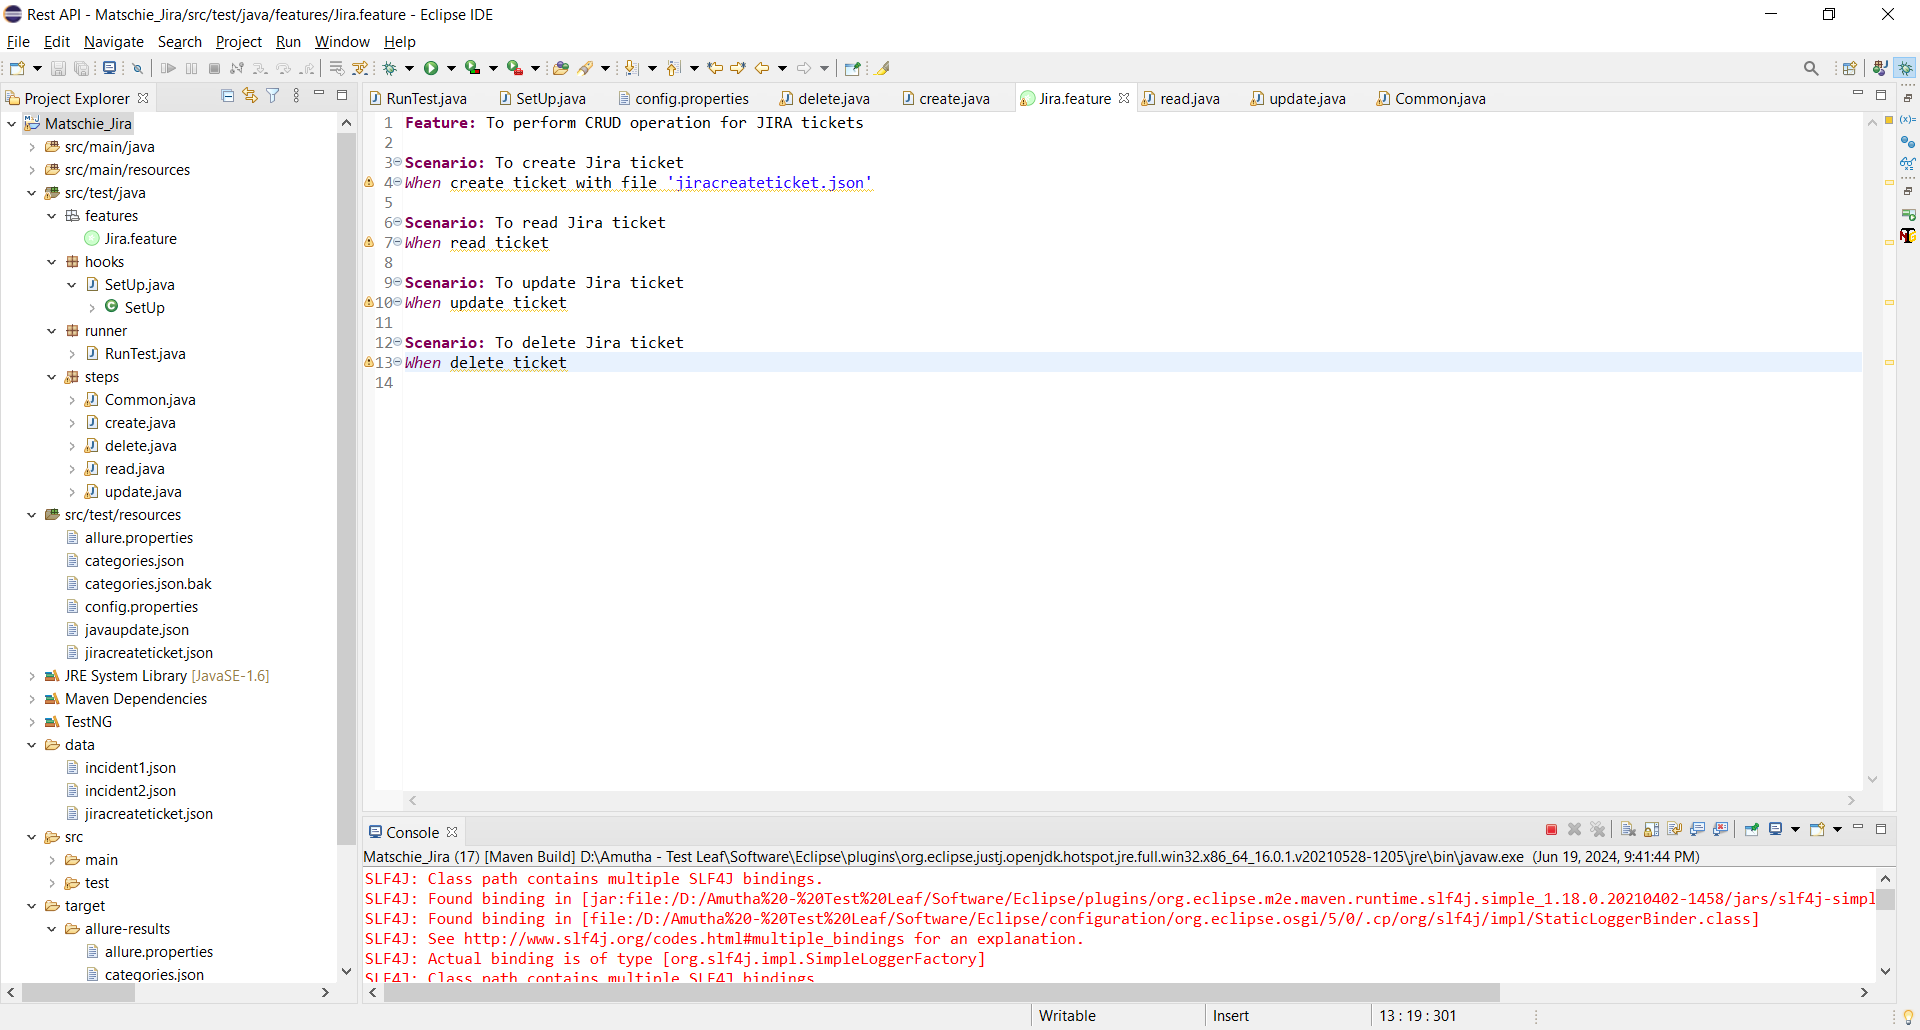 Rest API - Matschie_Jira/src/test/java/features/Jira.feature - Eclipse IDE
File Edit Navigate Search Project Run Window Help
Project Explorer
Matschie_Jira
src/main/java
src/main/resources
src/test/java
features
Jira.feature
hooks
SetUp.java
SetUp
runner
RunTest.java
steps
Common.java
create.java
delete.java
read.java
update.java
src/test/resources
allure.properties
categories.json
categories.json.bak
config.properties
javaupdate.json
jiracreateticket.json
JRE System Library [JavaSE-1.6]
Maven Dependencies
TestNG
data
incident1.json
incident2.json
jiracreateticket.json
src
main
test
target
allure-results
allure.properties
categories.json
RunTest.java SetUp.java config.properties delete.java create.java Jira.feature read.java update.java Common.java
1 Feature: To perform CRUD operation for JIRA tickets
2
3 Scenario: To create Jira ticket
4 When create ticket with file 'jiracreateticket.json'
5
6 Scenario: To read Jira ticket
7 When read ticket
8
9 Scenario: To update Jira ticket
10 When update ticket
11
12 Scenario: To delete Jira ticket
13 When delete ticket
14
Console
Matschie_Jira (17) [Maven Build] D:\Amutha - Test Leaf\Software\Eclipse\plugins\org.eclipse.justj.openjdk.hotspot.jre.full.win32.x86_64_16.0.1.v20210528-1205\jre\bin\javaw.exe (Jun 19, 2024, 9:41:44 PM)
SLF4J: Class path contains multiple SLF4J bindings.
SLF4J: Found binding in [jar:file:/D:/Amutha%20-%20Test%20Leaf/Software/Eclipse/plugins/org.eclipse.m2e.maven.runtime.slf4j.simple_1.18.0.20210402-1458/jars/slf4j-simpl
SLF4J: Found binding in [file:/D:/Amutha%20-%20Test%20Leaf/Software/Eclipse/configuration/org.eclipse.osgi/5/0/.cp/org/slf4j/impl/StaticLoggerBinder.class]
SLF4J: See http://www.slf4j.org/codes.html#multiple_bindings for an explanation.
SLF4J: Actual binding is of type [org.slf4j.impl.SimpleLoggerFactory]
SLF4J: Class path contains multiple SLF4J bindings
Writable Insert 13 : 19 : 301